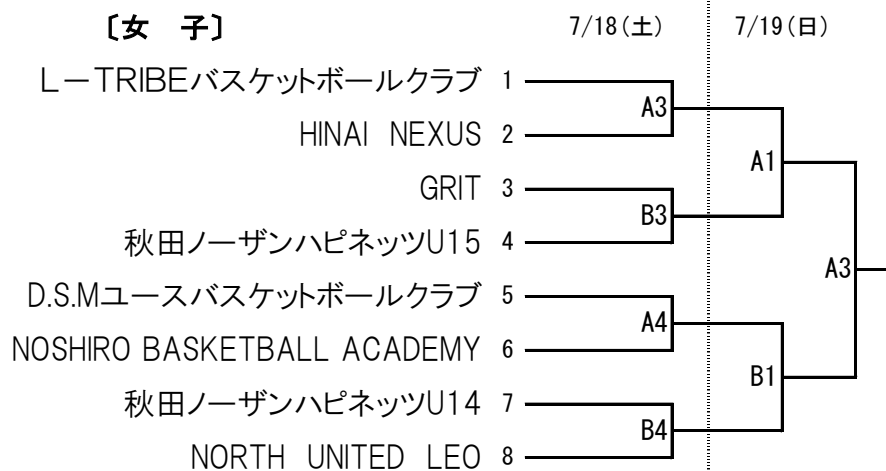 〔女　子〕 7/18（土） 7/19（日）
L－TRIBEバスケットボールクラブ 1
A3
HINAI　NEXUS 2
A1
GRIT 3
B3
秋田ノーザンハピネッツU15 4
A3
D.S.Mユースバスケットボールクラブ 5
A4
NOSHIRO BASKETBALL ACADEMY 6
B1
秋田ノーザンハピネッツU14 7
B4
NORTH　UNITED　LEO 8